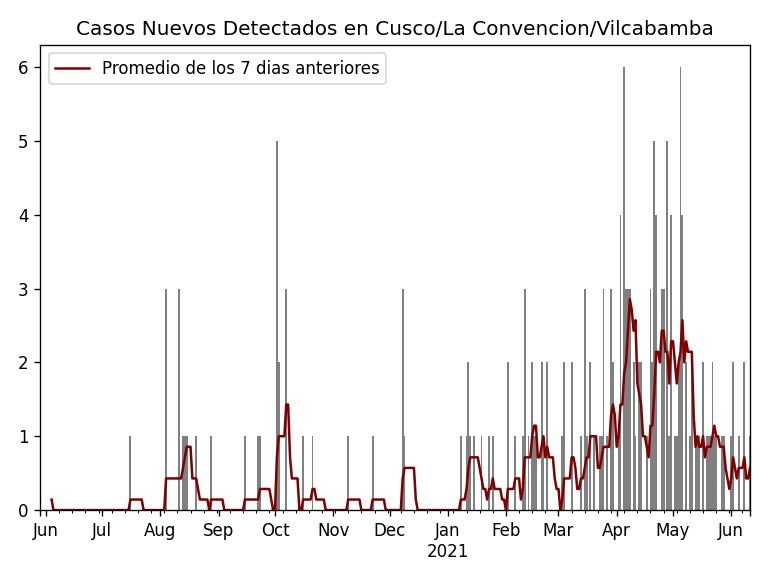 Casos Nuevos Detectados en Cusco/La Convencion/Vilcabamba
Promedio de los 7 dias anteriores
6
5
4
3
2
1
0
Jun Jul Aug Sep Oct Nov Dec Jan Feb Mar Apr May Jun
2021